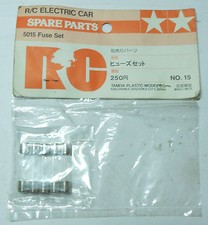 R/C ELECTRIC CAR
SPARE PARTS
5015 Fuse Set
RC
ヒューズセット
250円
NO. 15
TAMIYA PLASTIC MODEL CO.